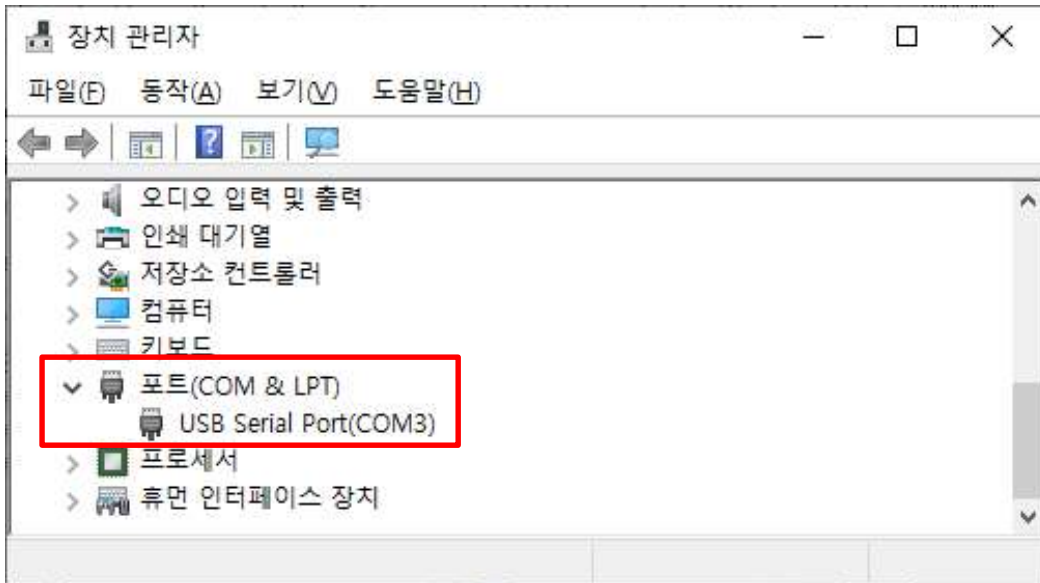 장치 관리자
파일(F) 동작(A) 보기(V) 도움말(H)
오디오 입력 및 출력
인쇄 대기열
저장소 컨트롤러
컴퓨터
키보드
포트(COM & LPT)
USB Serial Port(COM3)
프로세서
휴먼 인터페이스 장치